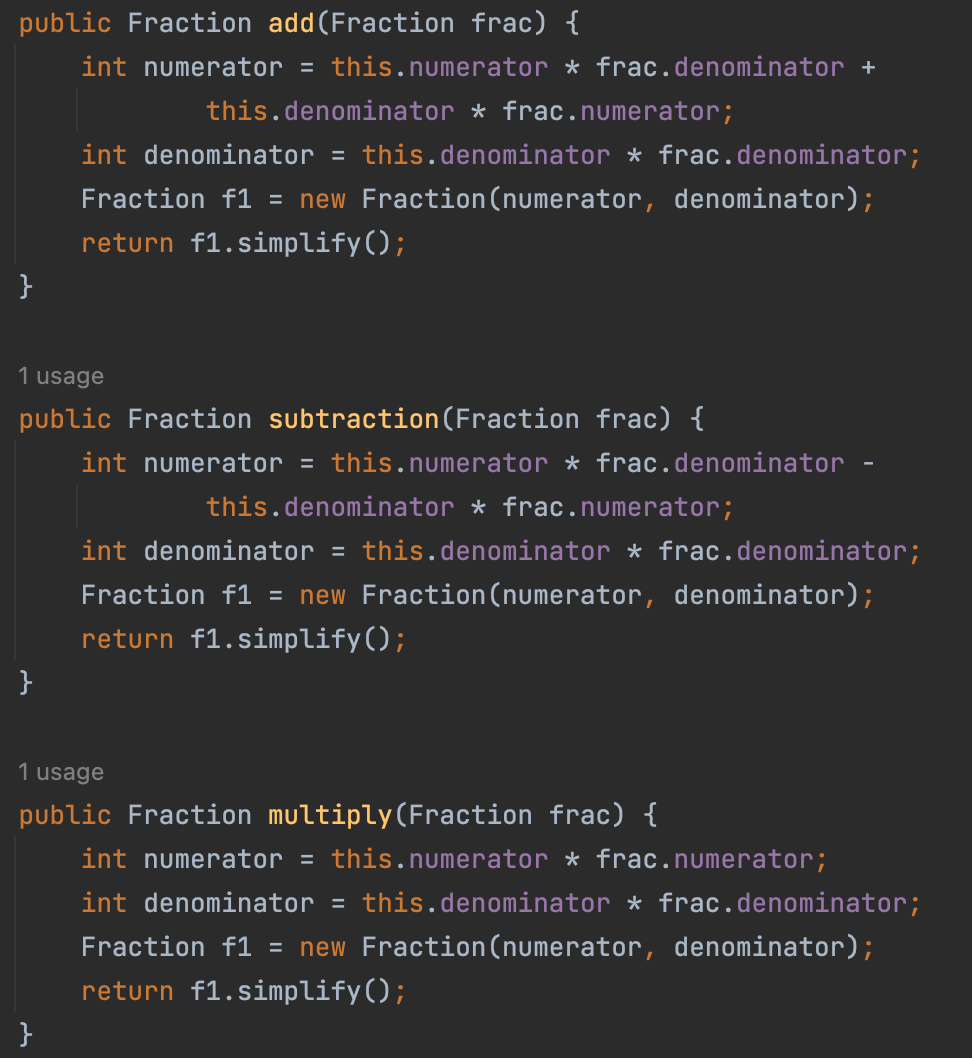 public Fraction add(Fraction frac) {
    int numerator = this.numerator * frac.denominator +
            this.denominator * frac.numerator;
    int denominator = this.denominator * frac.denominator;
    Fraction f1 = new Fraction(numerator, denominator);
    return f1.simplify();
}
1 usage
public Fraction subtraction(Fraction frac) {
    int numerator = this.numerator * frac.denominator -
            this.denominator * frac.numerator;
    int denominator = this.denominator * frac.denominator;
    Fraction f1 = new Fraction(numerator, denominator);
    return f1.simplify();
}
1 usage
public Fraction multiply(Fraction frac) {
    int numerator = this.numerator * frac.numerator;
    int denominator = this.denominator * frac.denominator;
    Fraction f1 = new Fraction(numerator, denominator);
    return f1.simplify();
}